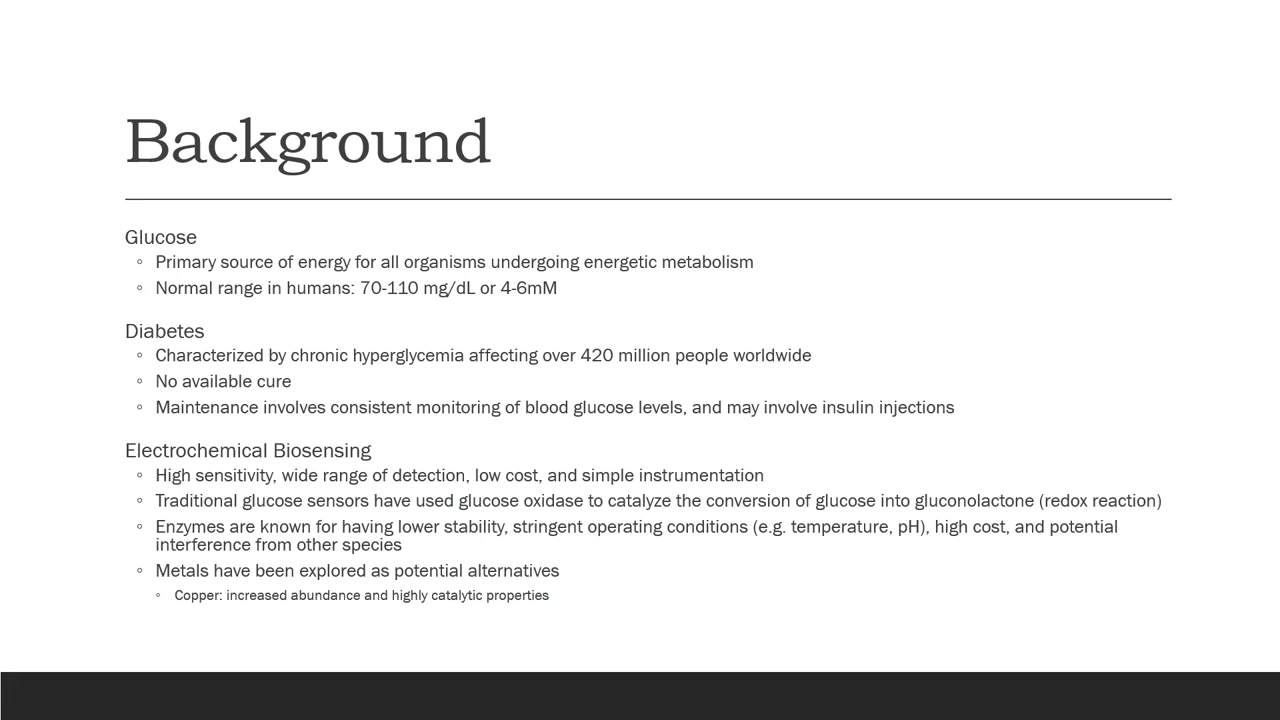 Background
Glucose
◦ Primary source of energy for all organisms undergoing energetic metabolism
◦ Normal range in humans: 70-110 mg/dL or 4-6mM
Diabetes
◦ Characterized by chronic hyperglycemia affecting over 420 million people worldwide
◦ No available cure
◦ Maintenance involves consistent monitoring of blood glucose levels, and may involve insulin injections
Electrochemical Biosensing
◦ High sensitivity, wide range of detection, low cost, and simple instrumentation
◦ Traditional glucose sensors have used glucose oxidase to catalyze the conversion of glucose into gluconolactone (redox reaction)
◦ Enzymes are known for having lower stability, stringent operating conditions (e.g. temperature, pH), high cost, and potential
interference from other species
◦ Metals have been explored as potential alternatives
◦ Copper: increased abundance and highly catalytic properties